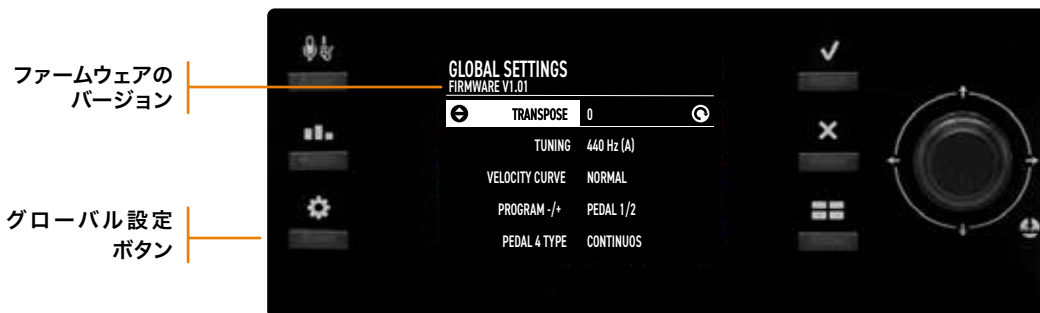 ファームウェアの
バージョン
グローバル設定
ボタン
GLOBAL SETTINGS
FIRMWARE V1.01
TRANSPOSE 0
TUNING 440 Hz (A)
VELOCITY CURVE NORMAL
PROGRAM -/+ PEDAL 1/2
PEDAL 4 TYPE CONTINUOS